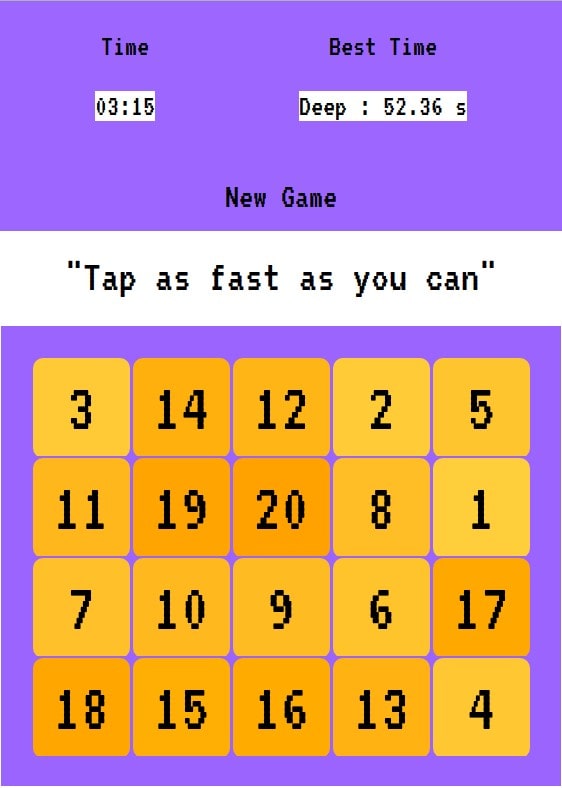 Time Best Time
03:15 Deep : 52.36 s
New Game
"Tap as fast as you can"
3 14 12 2 5
11 19 20 8 1
7 10 9 6 17
18 15 16 13 4